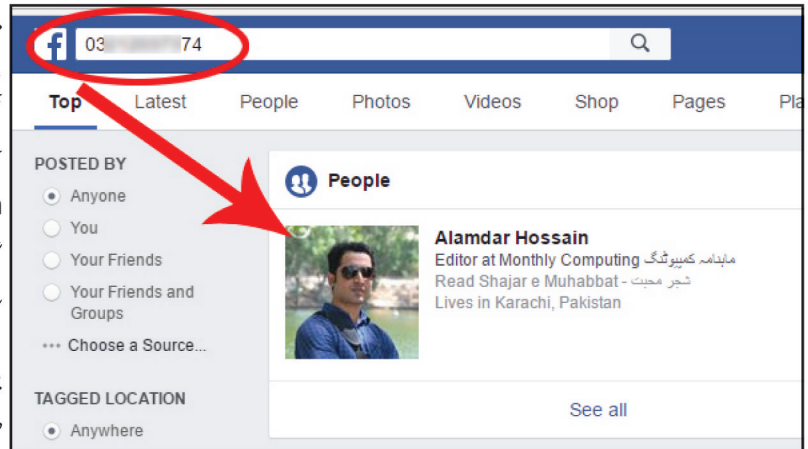 f 03 74
Top Latest People Photos Videos Shop Pages Pla
POSTED BY
Anyone
You
Your Friends
Your Friends and
Groups
Choose a Source...
TAGGED LOCATION
Anywhere
People
Alamdar Hossain
Editor at Monthly Computing ماہنامہ کمپیوٹنگ
Read Shajar e Muhabbat - شجر محبت
Lives in Karachi, Pakistan
See all